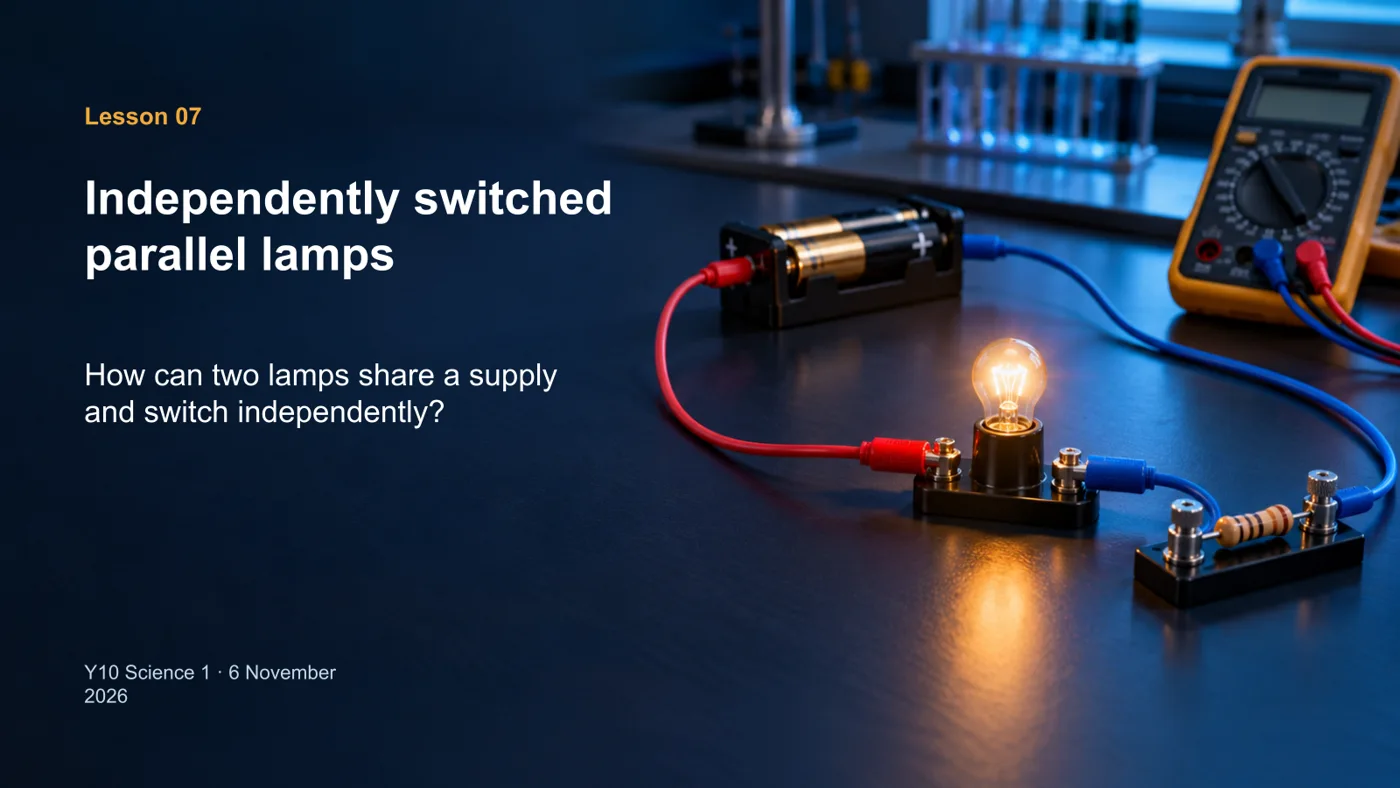 Lesson 07
Independently switched
parallel lamps
How can two lamps share a supply
and switch independently?
Y10 Science 1 · 6 November
2026